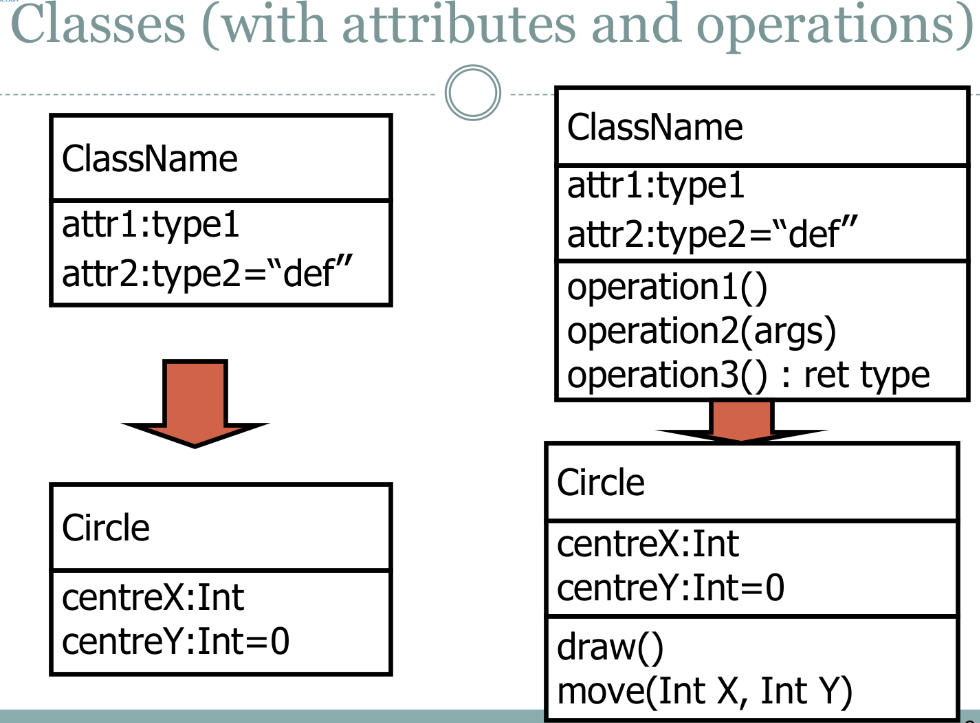 Classes (with attributes and operations)
ClassName
attr1:type1
attr2:type2=“def”
Circle
centreX:Int
centreY:Int=0
ClassName
attr1:type1
attr2:type2=“def”
operation1()
operation2(args)
operation3() : ret type
Circle
centreX:Int
centreY:Int=0
draw()
move(Int X, Int Y)